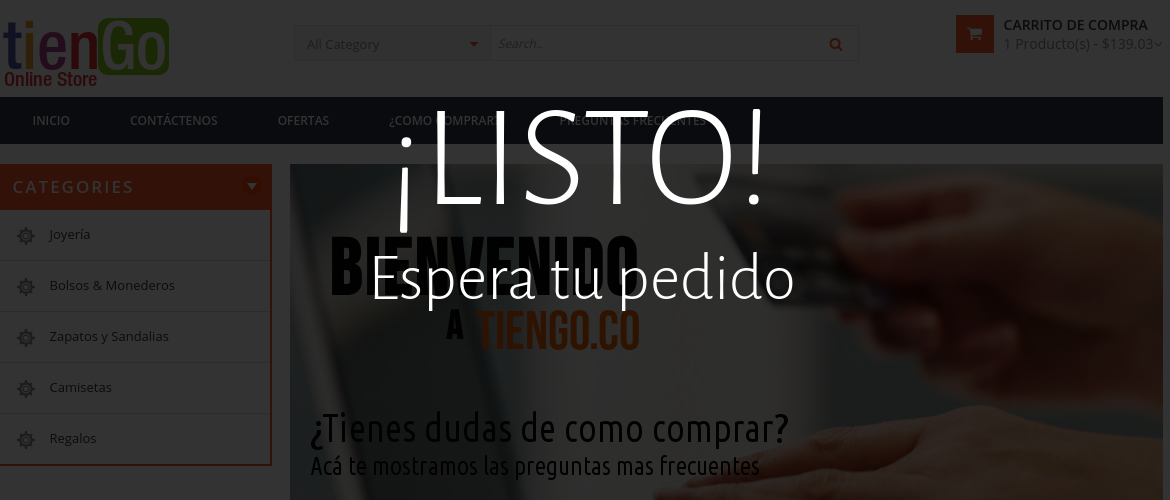 tienGo
Online Store
All Category
Search...
CARRITO DE COMPRA
1 Producto(s) - $139.03
INICIO
CONTÁCTENOS
OFERTAS
¿COMO COMPRAR?
PREGUNTAS FRECUENTES
¡LISTO!
Espera tu pedido
CATEGORIES
Joyería
Bolsos & Monederos
Zapatos y Sandalias
Camisetas
Regalos
BIENVENIDO
A TIENGO.CO
¿Tienes dudas de como comprar?
Acá te mostramos las preguntas mas frecuentes